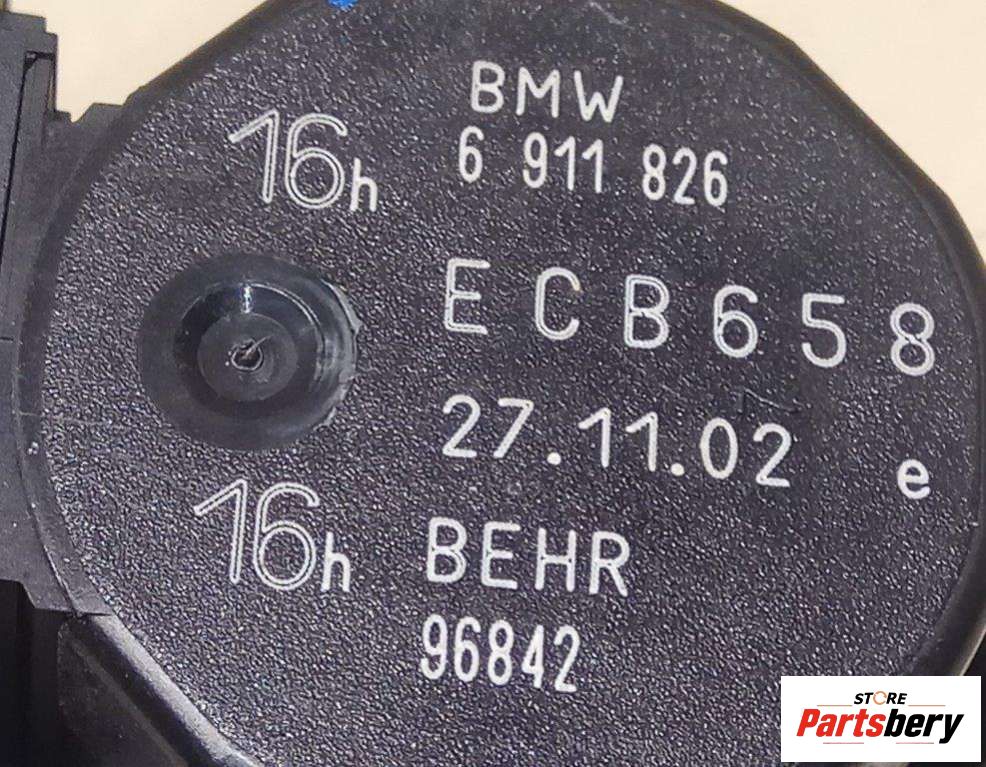 BMW
16h
6 911 826
ECB658
27.11.02 e
16h
BEHR
96842
STORE
Partsbery